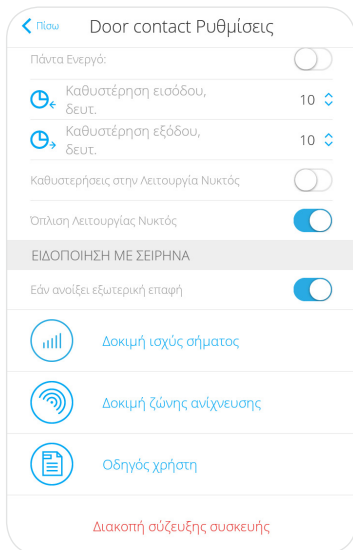 Πίσω Door contact Ρυθμίσεις
Πάντα Ενεργό:
Καθυστέρηση εισόδου,
δευτ. 10
Καθυστέρηση εξόδου,
δευτ. 10
Καθυστερήσεις στην Λειτουργία Νυκτός
Όπλιση Λειτουργίας Νυκτός
ΕΙΔΟΠΟΙΗΣΗ ΜΕ ΣΕΙΡΗΝΑ
Εάν ανοίξει εξωτερική επαφή
Δοκιμή ισχύς σήματος
Δοκιμή ζώνης ανίχνευσης
Οδηγός χρήστη
Διακοπή σύζευξης συσκευής